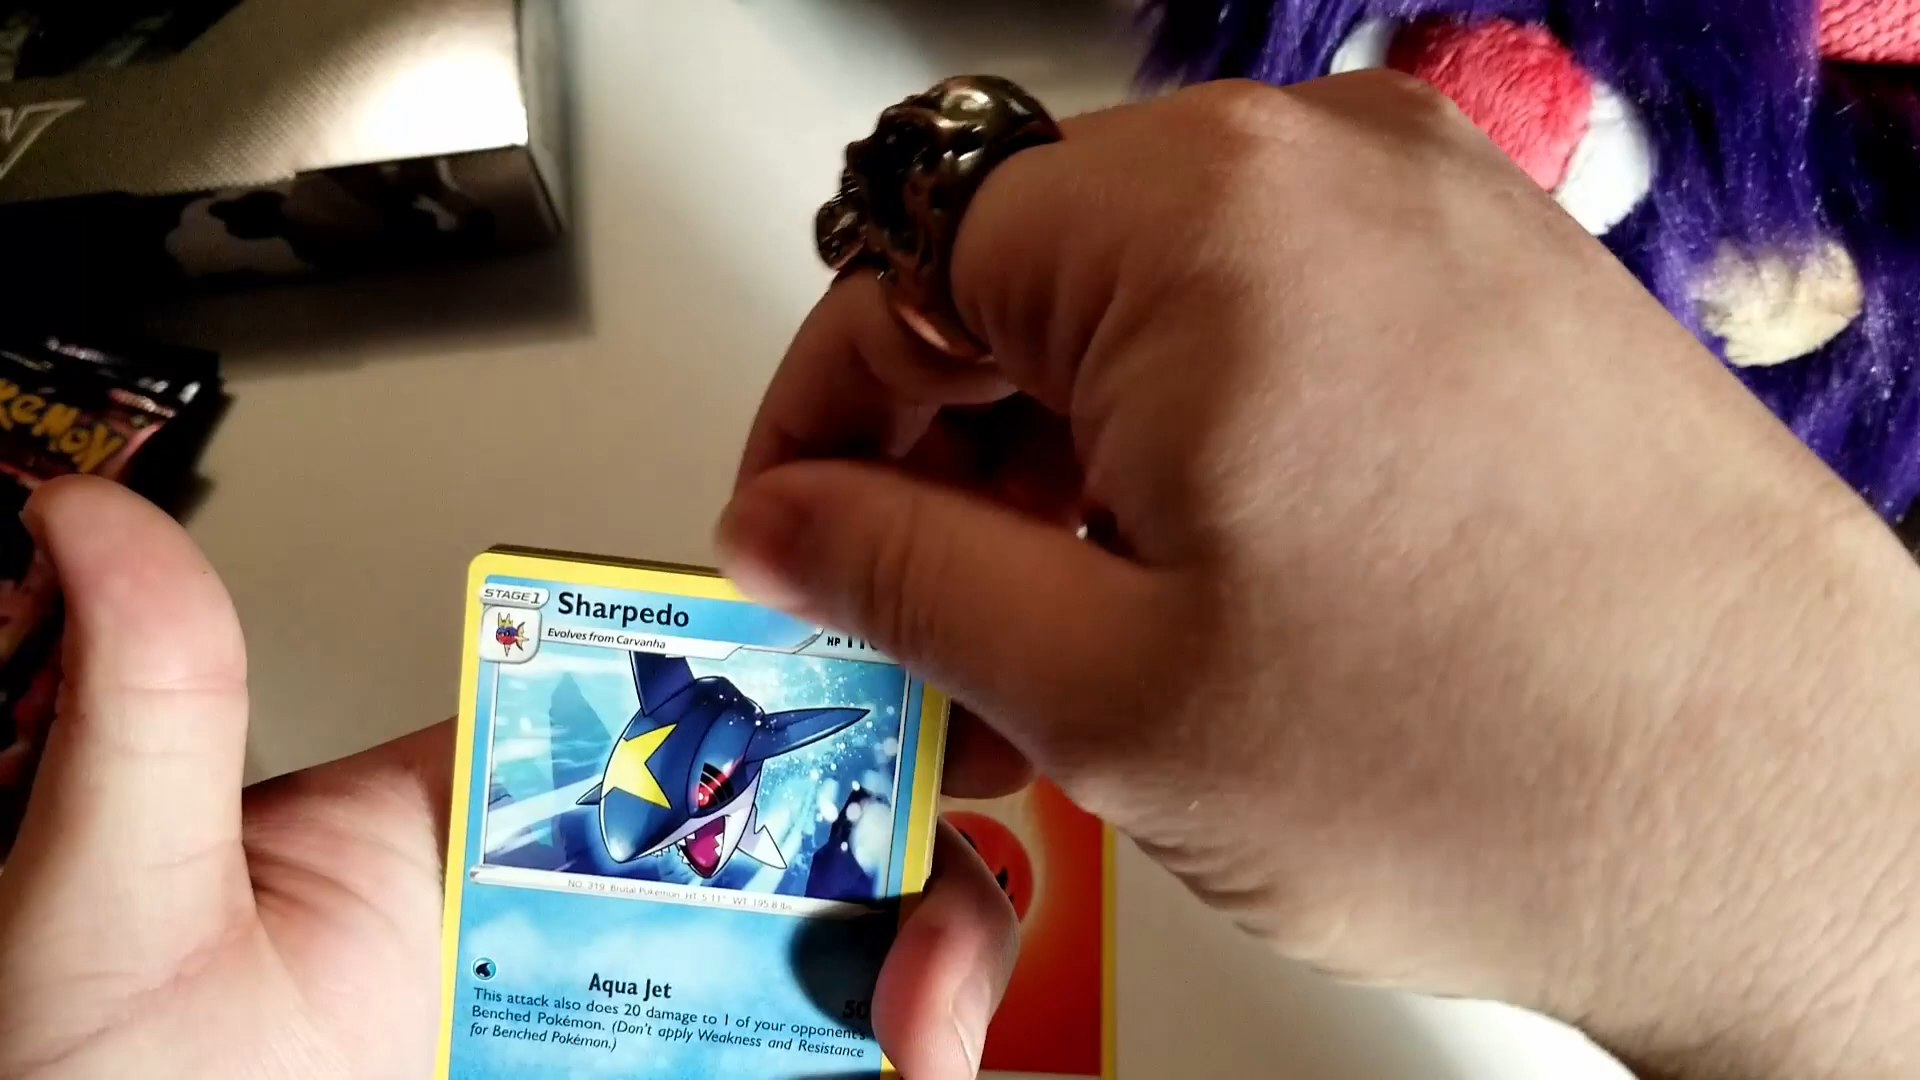 POKÉMON
STAGE 1
Sharpedo
Evolves from Carvanha
HP
NO. 319 Brutal Pokémon HT 5'11" WT 195.8 lbs.
Aqua Jet
50
This attack also does 20 damage to 1 of your opponent's
Benched Pokémon. (Don't apply Weakness and Resistance
for Benched Pokémon.)